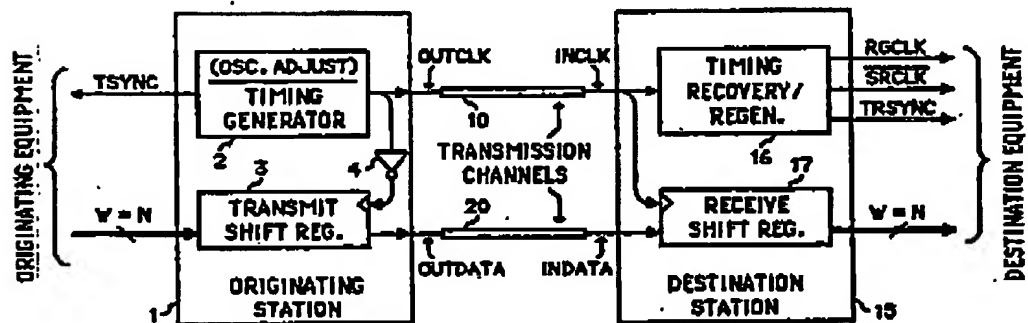 ORIGINATING EQUIPMENT
TSYNC
W = N
(OSC. ADJUST)
TIMING
GENERATOR
2
4
3
TRANSMIT
SHIFT REG.
ORIGINATING
STATION
1
OUTCLK
INCLK
10
TRANSMISSION
CHANNELS
20
OUTDATA
INDATA
TIMING
RECOVERY/
REGEN.
16
17
RECEIVE
SHIFT REG.
DESTINATION
STATION
15
RGCLK
SRCLK
TRSYNC
W = N
DESTINATION EQUIPMENT